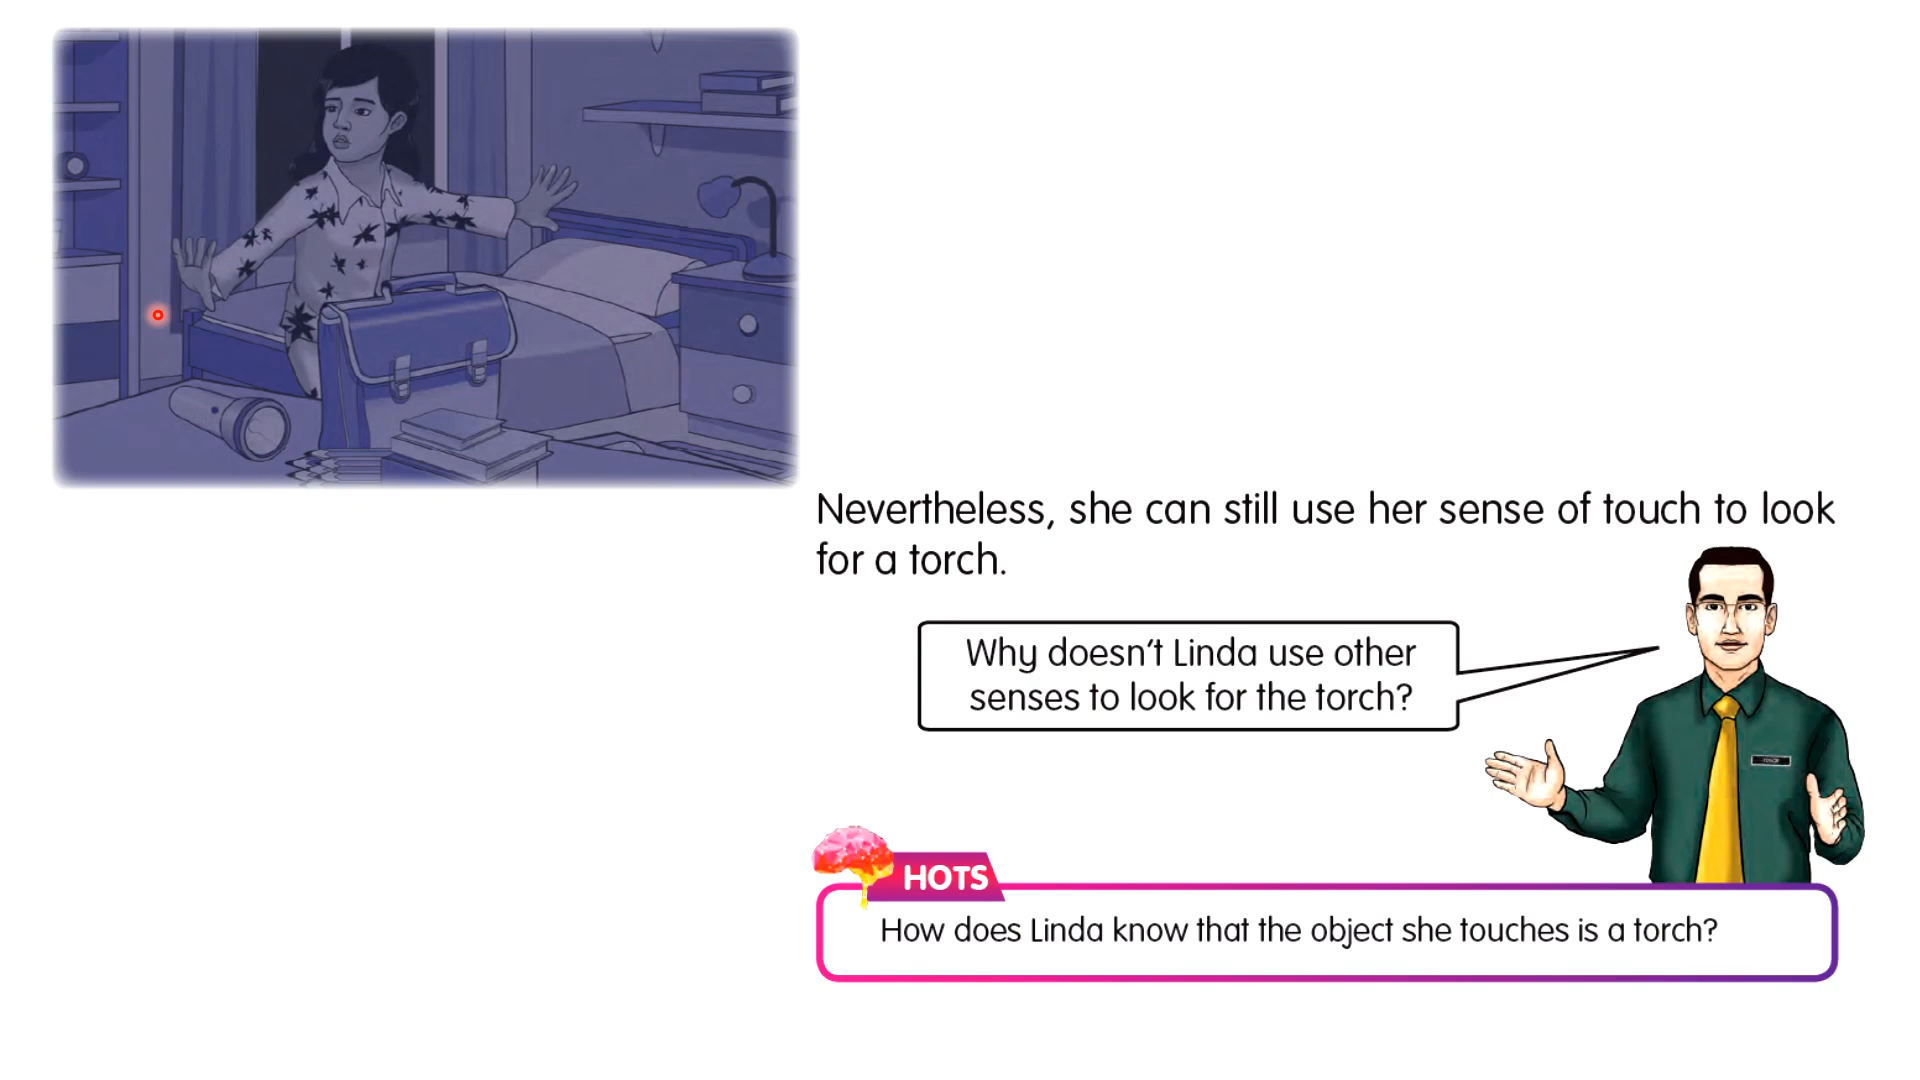 Nevertheless, she can still use her sense of touch to look
for a torch.
Why doesn't Linda use other
senses to look for the torch?
HOTS
How does Linda know that the object she touches is a torch?